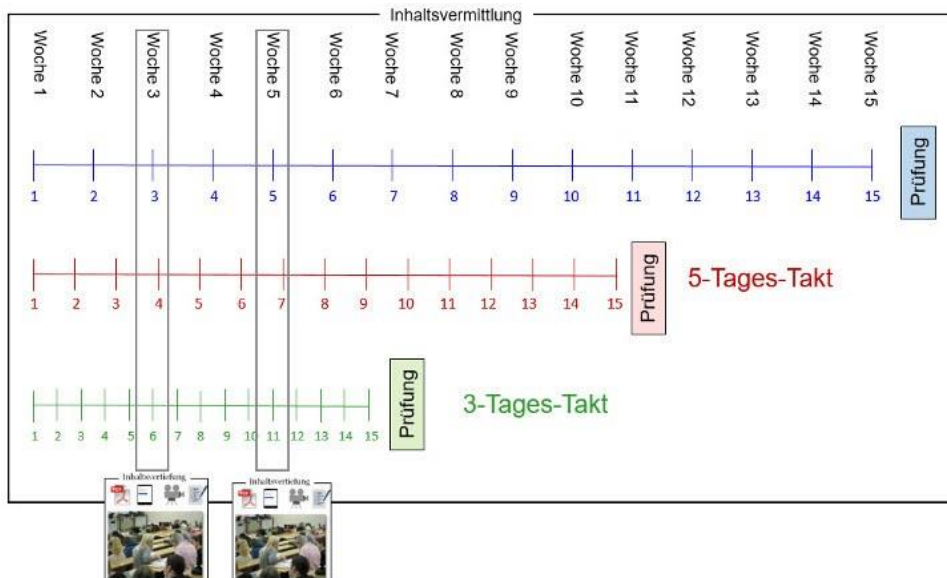 Inhaltsvermittlung
Woche 1 Woche 2 Woche 3 Woche 4 Woche 5 Woche 6 Woche 7 Woche 8 Woche 9 Woche 10 Woche 11 Woche 12 Woche 13 Woche 14 Woche 15
1 2 3 4 5 6 7 8 9 10 11 12 13 14 15
Prüfung
1 2 3 4 5 6 7 8 9 10 11 12 13 14 15
Prüfung
5-Tages-Takt
1 2 3 4 5 6 7 8 9 10 11 12 13 14 15
Prüfung
3-Tages-Takt
Inhaltsvertiefung
PDF
Inhaltsvertiefung
PDF